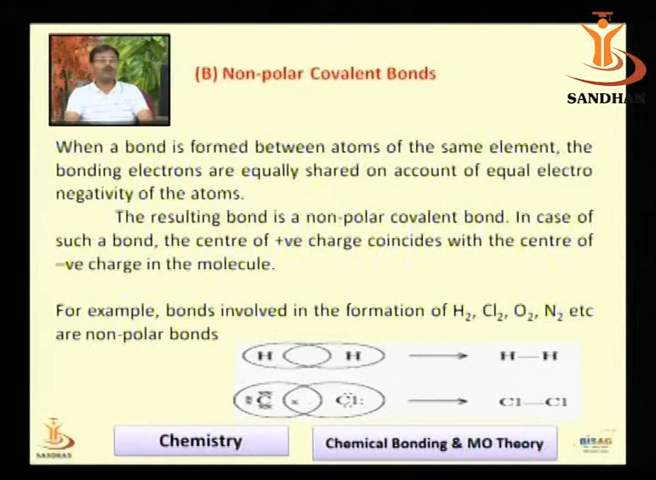 SANDHAN
(B) Non-polar Covalent Bonds
When a bond is formed between atoms of the same element, the
bonding electrons are equally shared on account of equal electro
negativity of the atoms.
The resulting bond is a non-polar covalent bond. In case of
such a bond, the centre of +ve charge coincides with the centre of
–ve charge in the molecule.
For example, bonds involved in the formation of H₂, Cl₂, O₂, N₂ etc
are non-polar bonds
H H → H—H
Cl: → Cl—Cl
SANDHAN
Chemistry
Chemical Bonding & MO Theory
BISAG